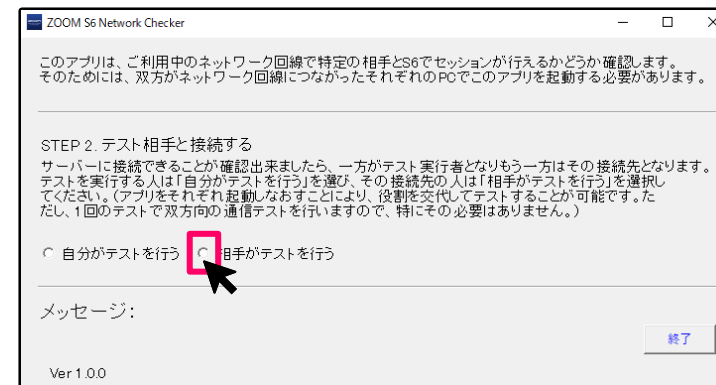 ZOOM S6 Network Checker
このアプリは、ご利用中のネットワーク回線で特定の相手とS6でセッションが行えるかどうか確認します。
そのためには、双方がネットワーク回線につながったそれぞれのPCでこのアプリを起動する必要があります。
STEP 2. テスト相手と接続する
サーバーに接続できることが確認出来ましたら、一方がテスト実行者となりもう一方はその接続先となります。
テストを実行する人は「自分がテストを行う」を選び、その接続先の人は「相手がテストを行う」を選択し
てください。（アプリをそれぞれ起動しなおすことにより、役割を交代してテストすることが可能です。た
だし、1回のテストで双方向の通信テストを行いますので、特にその必要はありません。）
自分がテストを行う 相手がテストを行う
メッセージ：
終了
Ver 1.0.0